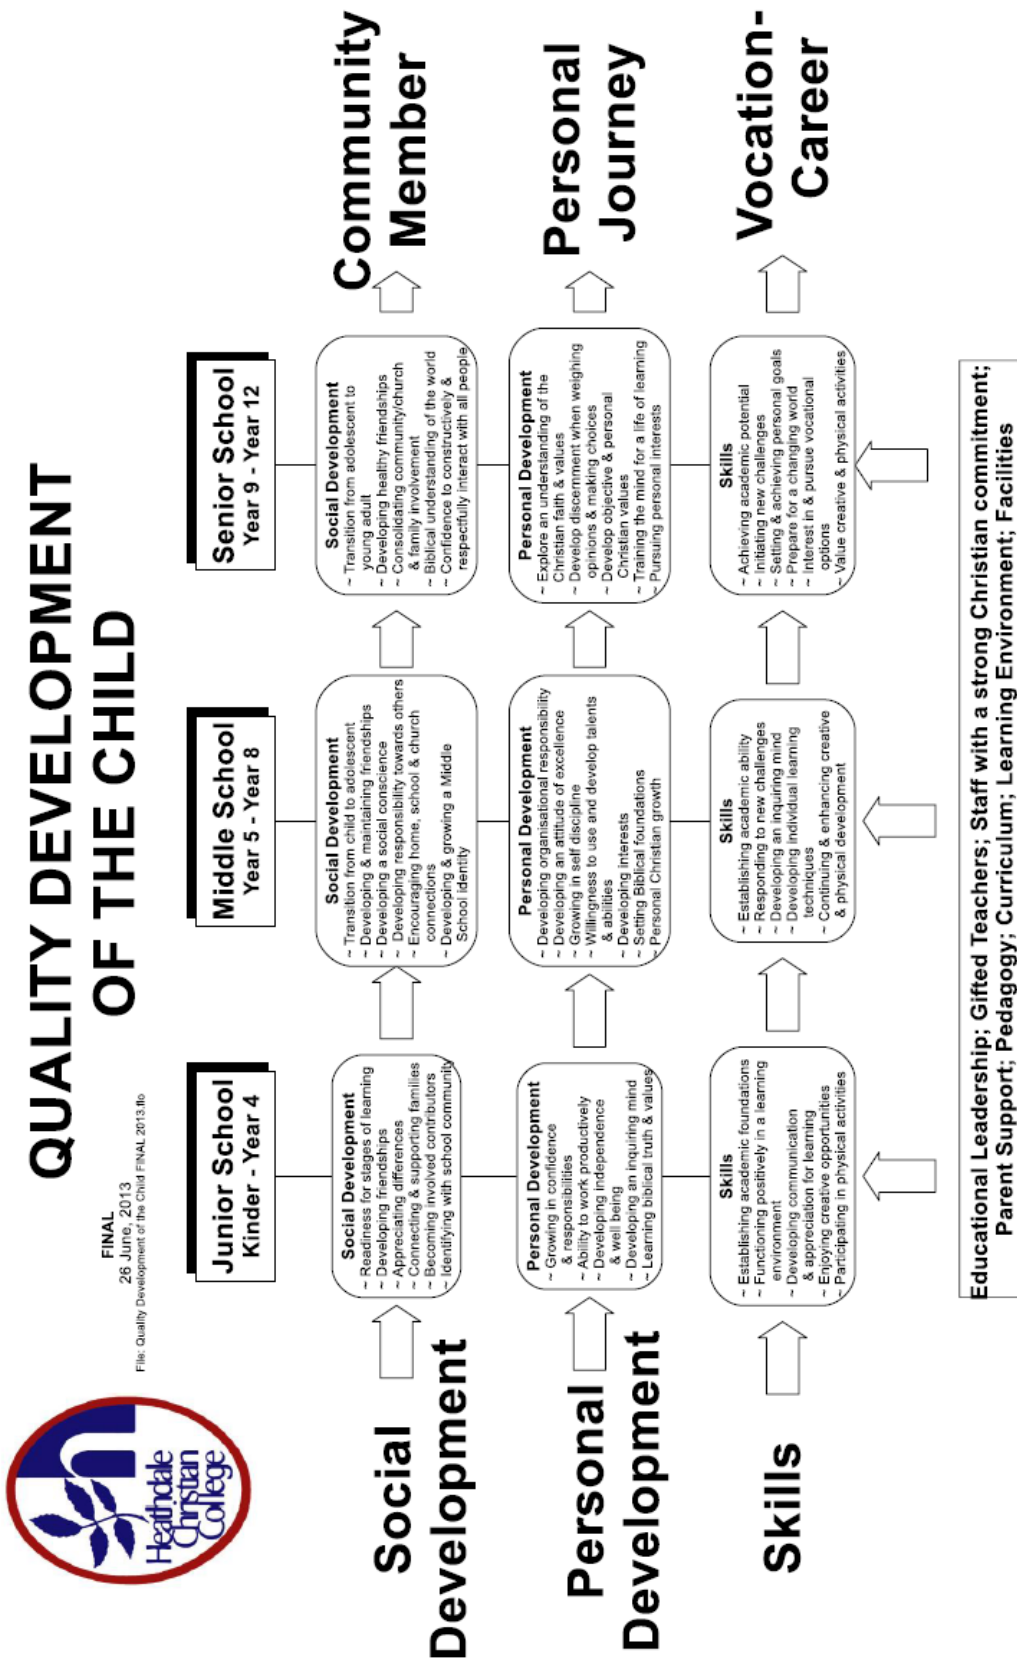 Heathdale
Christian
College
QUALITY DEVELOPMENT
OF THE CHILD
FINAL
26 June, 2013
File: Quality Development of the Child FINAL 2013.flo
Junior School
Kinder - Year 4
Middle School
Year 5 - Year 8
Senior School
Year 9 - Year 12
Social
Development
Social Development
~ Readiness for stages of learning
~ Developing friendships
~ Appreciating differences
~ Connecting & supporting families
~ Becoming involved contributors
~ Identifying with school community
Social Development
~ Transition from child to adolescent
~ Developing & maintaining friendships
~ Developing a social conscience
~ Developing responsibility towards others
~ Encouraging home, school & church
connections
~ Developing & growing a Middle
School identity
Social Development
~ Transition from adolescent to
young adult
~ Developing healthy friendships
~ Consolidating community/church
& family involvement
~ Biblical understanding of the world
~ Confidence to constructively &
respectfully interact with all people
Community
Member
Personal
Development
Personal Development
~ Growing in confidence
& responsibilities
~ Ability to work productively
~ Developing independence
& well being
~ Developing an inquiring mind
~ Learning biblical truth & values
Personal Development
~ Developing organisational responsibility
~ Developing an attitude of excellence
~ Growing in self discipline
~ Willingness to use and develop talents
& abilities
~ Developing interests
~ Setting Biblical foundations
~ Personal Christian growth
Personal Development
~ Explore an understanding of the
Christian faith & values
~ Develop discernment when weighing
opinions & making choices
~ Develop objective & personal
Christian values
~ Training the mind for a life of learning
~ Pursuing personal interests
Personal
Journey
Skills
Skills
~ Establishing academic foundations
~ Functioning positively in a learning
environment
~ Developing communication
& appreciation for learning
~ Enjoying creative opportunities
~ Participating in physical activities
Skills
~ Establishing academic ability
~ Responding to new challenges
~ Developing an inquiring mind
~ Developing individual learning
techniques
~ Continuing & enhancing creative
& physical development
Skills
~ Achieving academic potential
~ Initiating new challenges
~ Setting & achieving personal goals
~ Prepare for a changing world
~ Interest in & pursue vocational
options
~ Value creative & physical activities
Vocation-
Career
Educational Leadership; Gifted Teachers; Staff with a strong Christian commitment;
Parent Support; Pedagogy; Curriculum; Learning Environment; Facilities